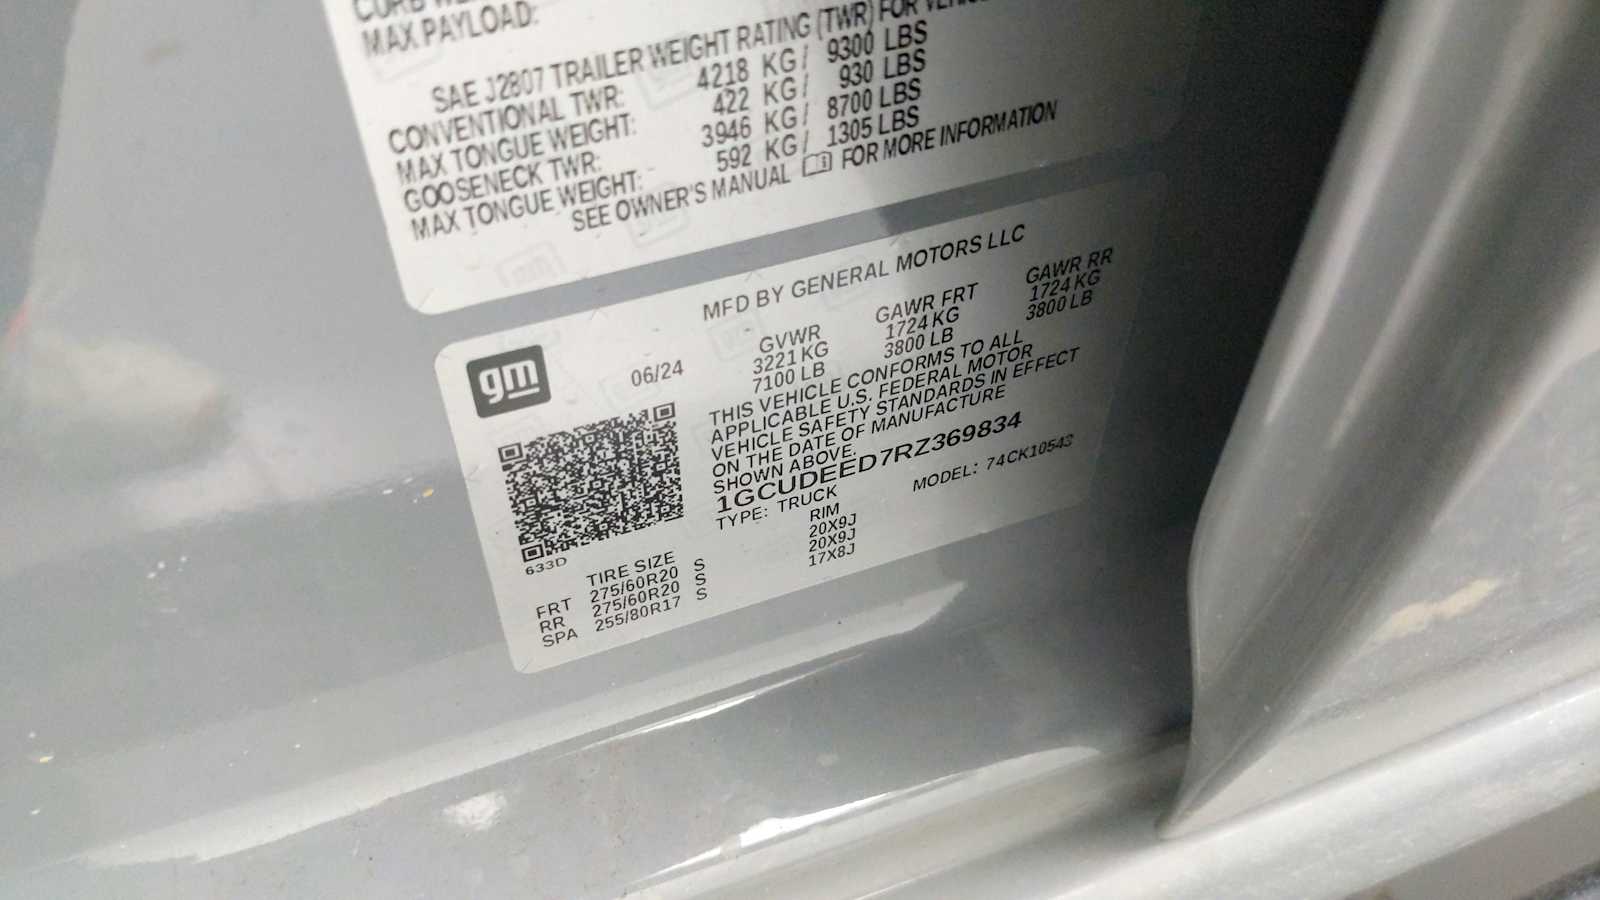 MAX PAYLOAD:
SAE J2807 TRAILER WEIGHT RATING (TWR) FOR
CONVENTIONAL TWR: 4218 KG/ 9300 LBS
MAX TONGUE WEIGHT: 422 KG/ 930 LBS
GOOSENECK TWR: 3946 KG/ 8700 LBS
MAX TONGUE WEIGHT: 592 KG/ 1305 LBS
SEE OWNER'S MANUAL FOR MORE INFORMATION
MFD BY GENERAL MOTORS LLC
gm
06/24
GVWR GAWR FRT GAWR RR
3221 KG 1724 KG 1724 KG
7100 LB 3800 LB 3800 LB
THIS VEHICLE CONFORMS TO ALL
APPLICABLE U.S. FEDERAL MOTOR
VEHICLE SAFETY STANDARDS IN EFFECT
ON THE DATE OF MANUFACTURE
SHOWN ABOVE.
1GCUDEED7RZ369834
TYPE: TRUCK MODEL: 74CK10543
633D
TIRE SIZE RIM
FRT 275/60R20 S 20X9J
RR 275/60R20 S 20X9J
SPA 255/80R17 S 17X8J